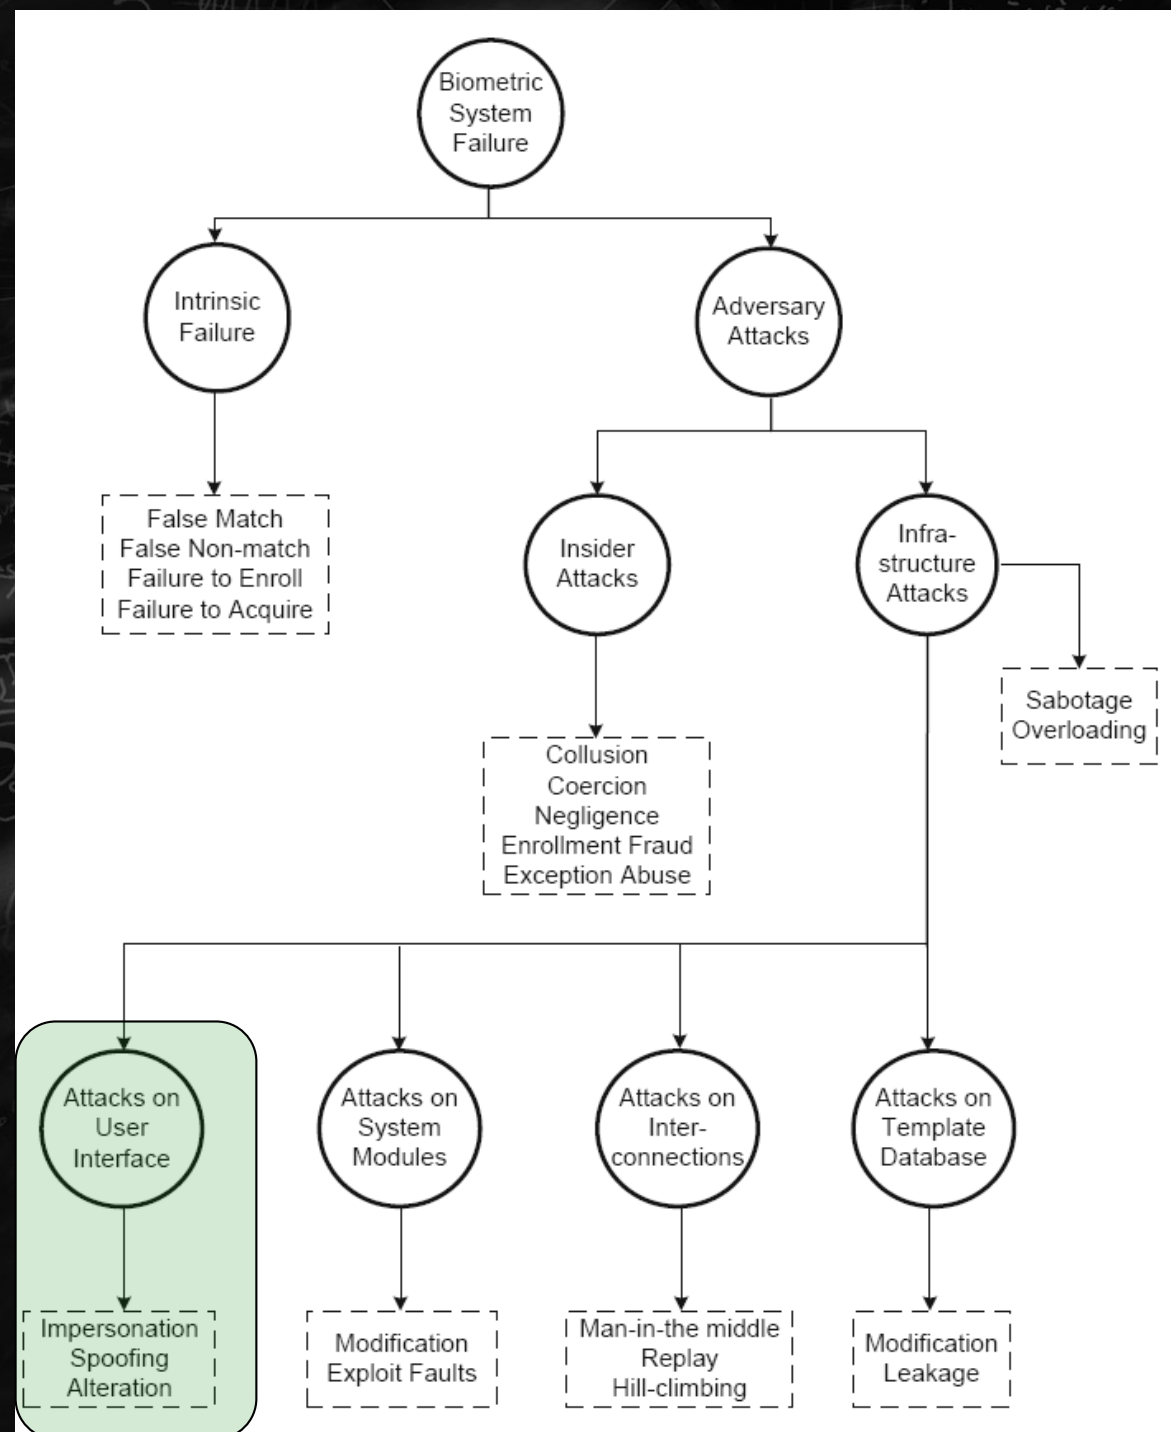 Biometric
System
Failure
Intrinsic
Failure
Adversary
Attacks
False Match
False Non-match
Failure to Enroll
Failure to Acquire
Insider
Attacks
Infra-
structure
Attacks
Sabotage
Overloading
Collusion
Coercion
Negligence
Enrollment Fraud
Exception Abuse
Attacks on
User
Interface
Attacks on
System
Modules
Attacks on
Inter-
connections
Attacks on
Template
Database
Impersonation
Spoofing
Alteration
Modification
Exploit Faults
Man-in-the middle
Replay
Hill-climbing
Modification
Leakage